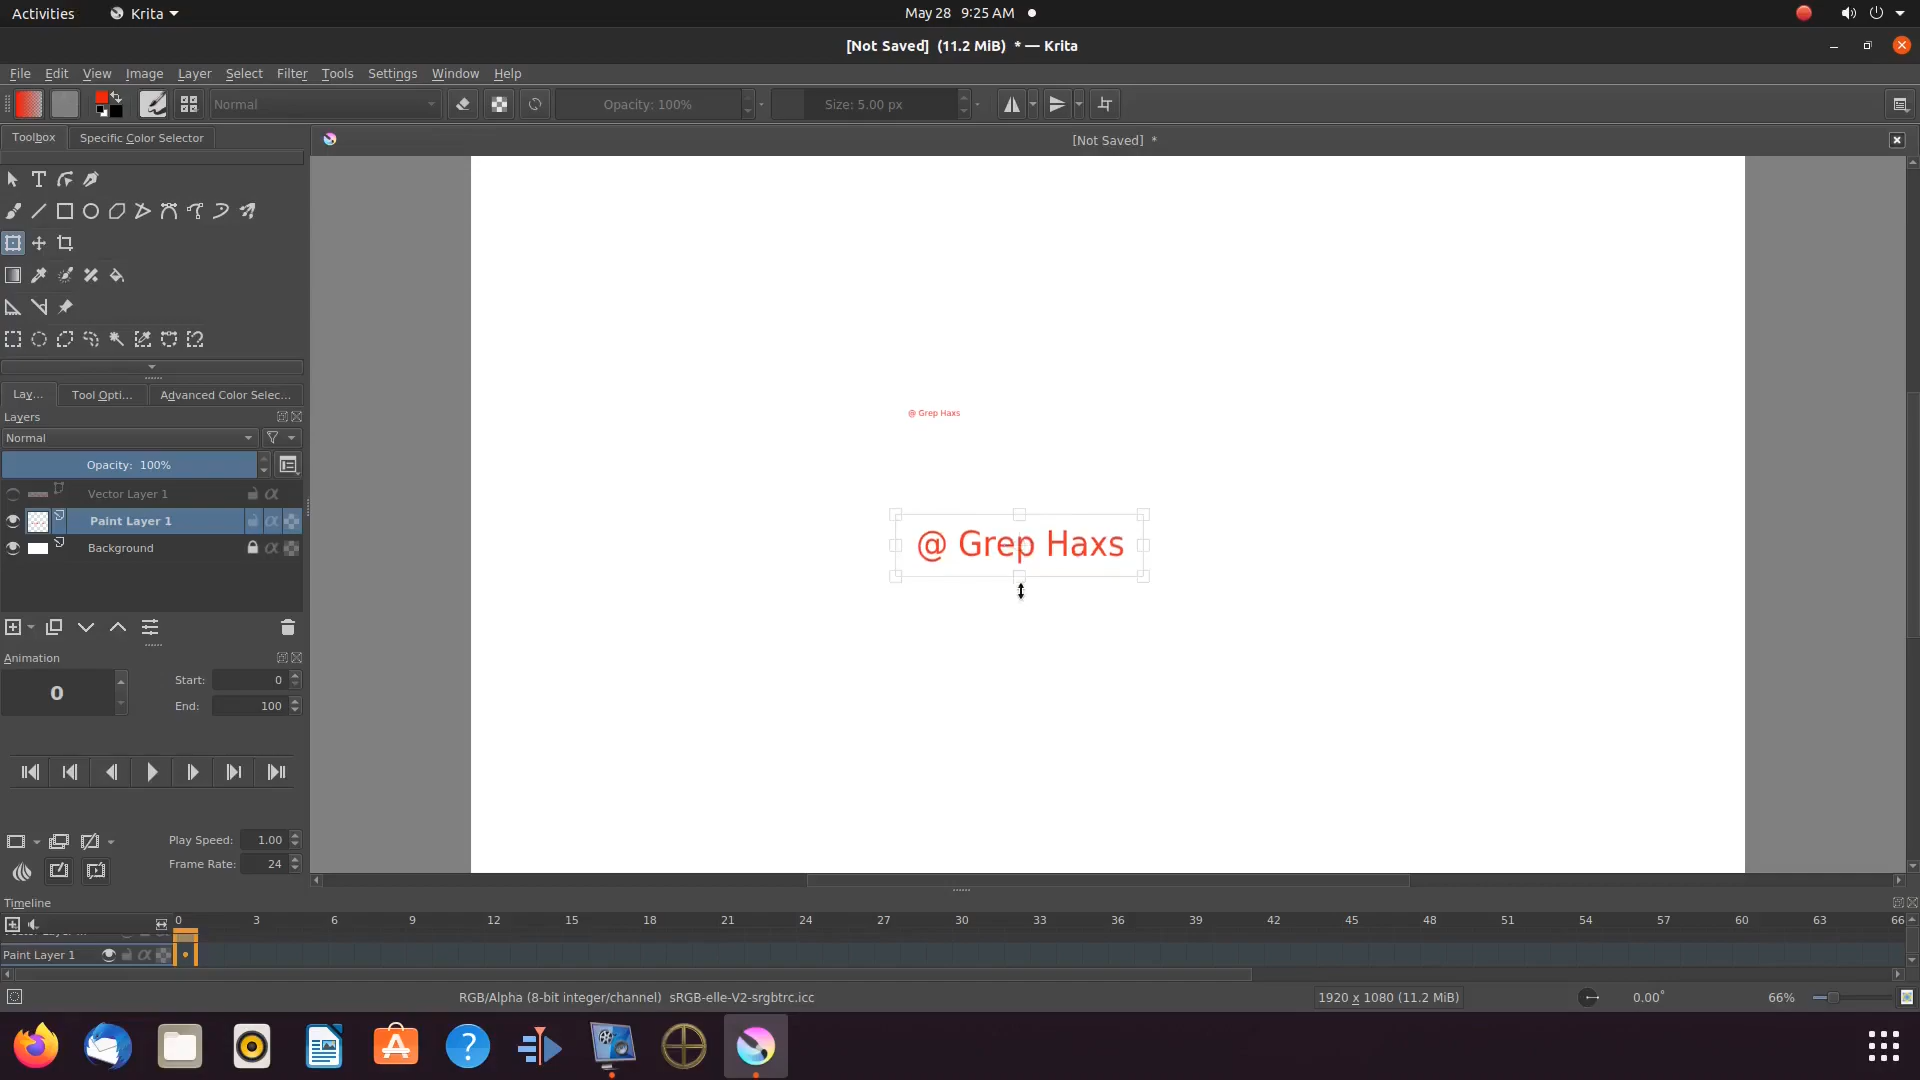 Activities
Krita
May 28 9:25 AM
[Not Saved] (11.2 MiB) * — Krita
File Edit View Image Layer Select Filter Tools Settings Window Help
Normal
Opacity: 100%
Size: 5.00 px
Toolbox
Specific Color Selector
[Not Saved] *
Lay...
Tool Opti...
Advanced Color Selec...
Layers
Normal
Opacity: 100%
Vector Layer 1
Paint Layer 1
Background
@ Grep Haxs
@ Grep Haxs
Animation
0
Start: 0
End: 100
Play Speed: 1.00
Frame Rate: 24
Timeline
0 3 6 9 12 15 18 21 24 27 30 33 36 39 42 45 48 51 54 57 60 63 66
Paint Layer 1
RGB/Alpha (8-bit integer/channel) sRGB-elle-V2-srgbtrc.icc
1920 x 1080 (11.2 MiB)
0.00°
66%